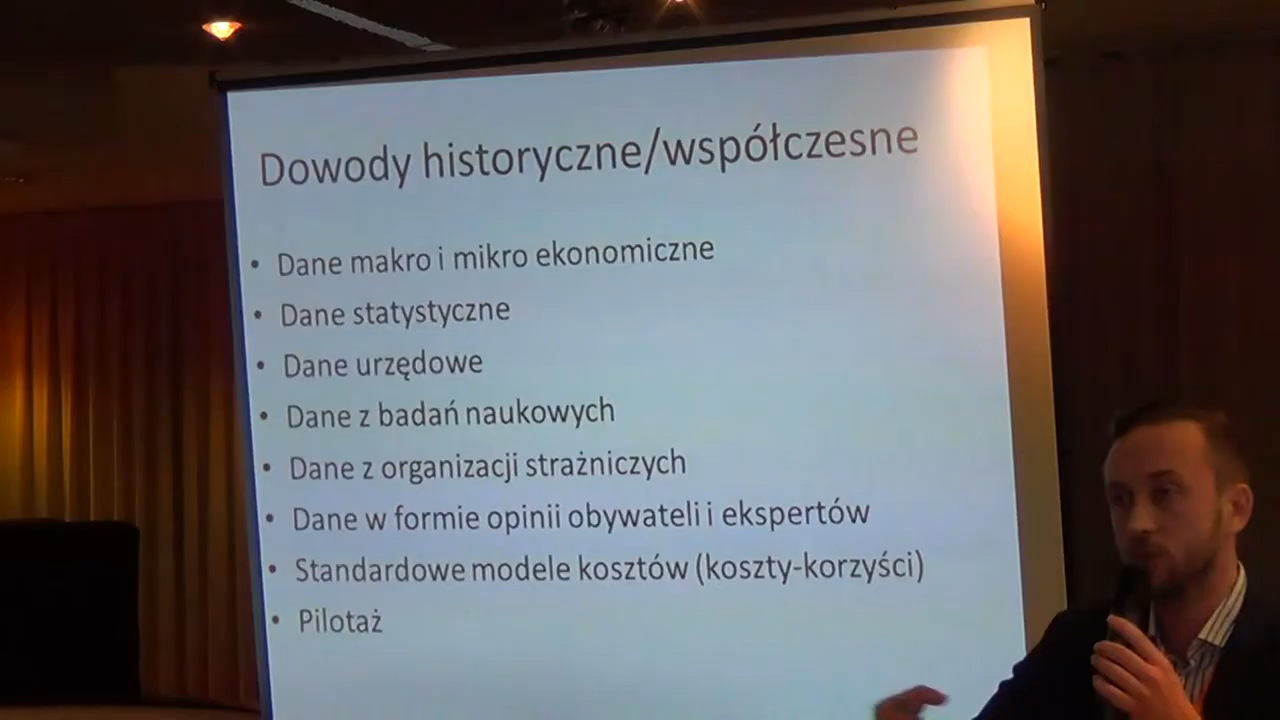 Dowody historyczne/współczesne
• Dane makro i mikro ekonomiczne
• Dane statystyczne
• Dane urzędowe
• Dane z badań naukowych
• Dane z organizacji strażniczych
• Dane w formie opinii obywateli i ekspertów
• Standardowe modele kosztów (koszty-korzyści)
• Pilotaż